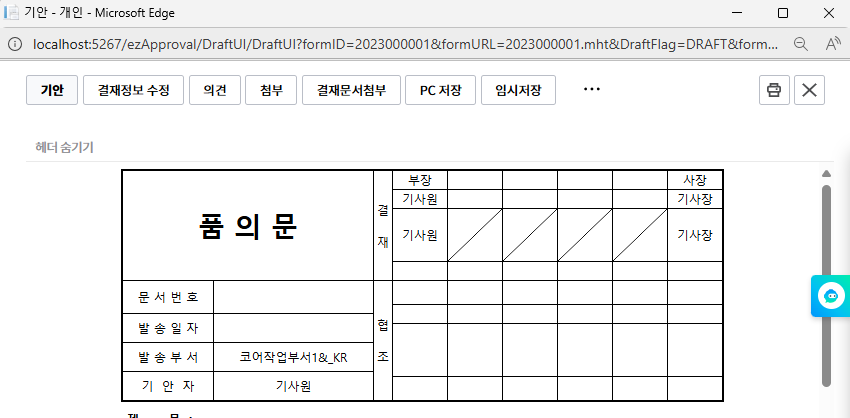 기안 - 개인 - Microsoft Edge
localhost:5267/ezApproval/DraftUI/DraftUI?formID=2023000001&formURL=2023000001.mht&DraftFlag=DRAFT&form...
기안 결재정보 수정 의견 첨부 결재문서첨부 PC 저장 임시저장 ...
헤더 숨기기
품 의 문
결
재
부장 사장
기사원 기사장
기사원 기사장
문 서 번 호
발 송 일 자
발 송 부 서 코어작업부서1&_KR
기 안 자 기사원
협
조